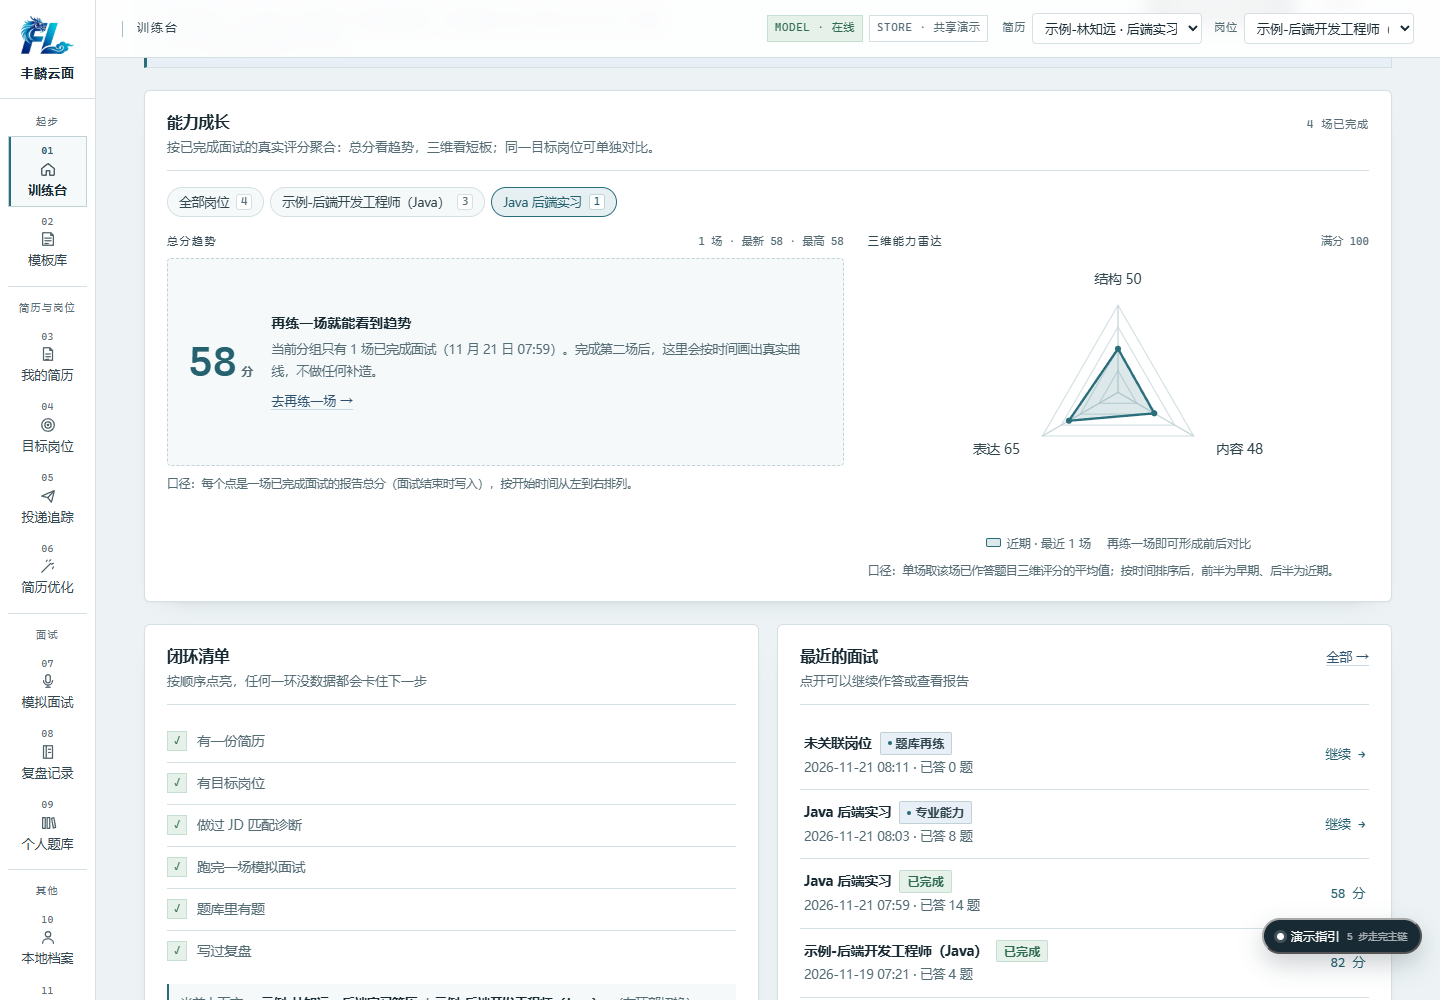 FL
丰麟云面
训练台
MODEL · 在线
STORE · 共享演示
简历
示例-林知远 · 后端实习
岗位
示例-后端开发工程师
起步
01
训练台
02
模板库
简历与岗位
03
我的简历
04
目标岗位
05
投递追踪
06
简历优化
面试
07
模拟面试
08
复盘记录
09
个人题库
其他
10
本地档案
11
能力成长
4 场已完成
按已完成面试的真实评分聚合：总分看趋势，三维看短板；同一目标岗位可单独对比。
全部岗位 4
示例-后端开发工程师（Java） 3
Java 后端实习 1
总分趋势
1 场 · 最新 58 · 最高 58
58 分
再练一场就能看到趋势
当前分组只有 1 场已完成面试（11 月 21 日 07:59）。完成第二场后，这里会按时间画出真实曲
线，不做任何补造。
去再练一场 →
口径：每个点是一场已完成面试的报告总分（面试结束时写入），按开始时间从左到右排列。
三维能力雷达
满分 100
结构 50
表达 65
内容 48
近期 · 最近 1 场
再练一场即可形成前后对比
口径：单场取该场已作答题目三维评分的平均值；按时间排序后，前半为早期、后半为近期。
闭环清单
按顺序点亮，任何一环没数据都会卡住下一步
✓ 有一份简历
✓ 有目标岗位
✓ 做过 JD 匹配诊断
✓ 跑完一场模拟面试
✓ 题库里有题
✓ 写过复盘
最近的面试
全部 →
点开可以继续作答或查看报告
未关联岗位 • 题库再练
2026-11-21 08:11 · 已答 0 题
继续 →
Java 后端实习 • 专业能力
2026-11-21 08:03 · 已答 8 题
继续 →
Java 后端实习 已完成
2026-11-21 07:59 · 已答 14 题
58 分
示例-后端开发工程师（Java） 已完成
2026-11-19 07:21 · 已答 4 题
82 分
演示指引 5 步走完主链